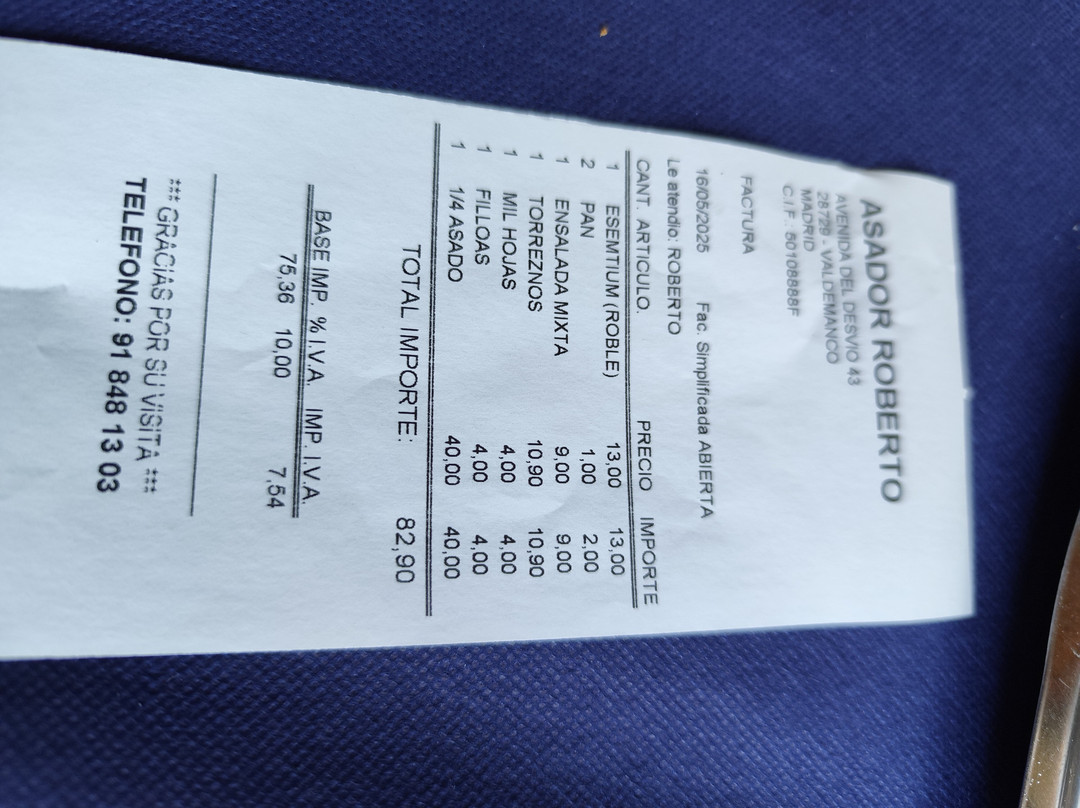 ASADOR ROBERTO
AVENIDA DEL DESVIO 43
28729 - VALDEMANCO
MADRID
C.I.F. 50108888F
FACTURA
16/05/2025 Fac. Simplificada ABIERTA
Le atendio: ROBERTO
CANT. ARTICULO. PRECIO IMPORTE
1 ESEMTIUM (ROBLE) 13,00 13,00
2 PAN 1,00 2,00
1 ENSALADA MIXTA 9,00 9,00
1 TORREZNOS 10,90 10,90
1 MIL HOJAS 4,00 4,00
1 FILLOAS 4,00 4,00
1 1/4 ASADO 40,00 40,00
TOTAL IMPORTE: 82,90
BASE IMP. % I.V.A. IMP. I.V.A.
75,36 10,00 7,54
*** GRACIAS POR SU VISITA ***
TELEFONO: 91 848 13 03